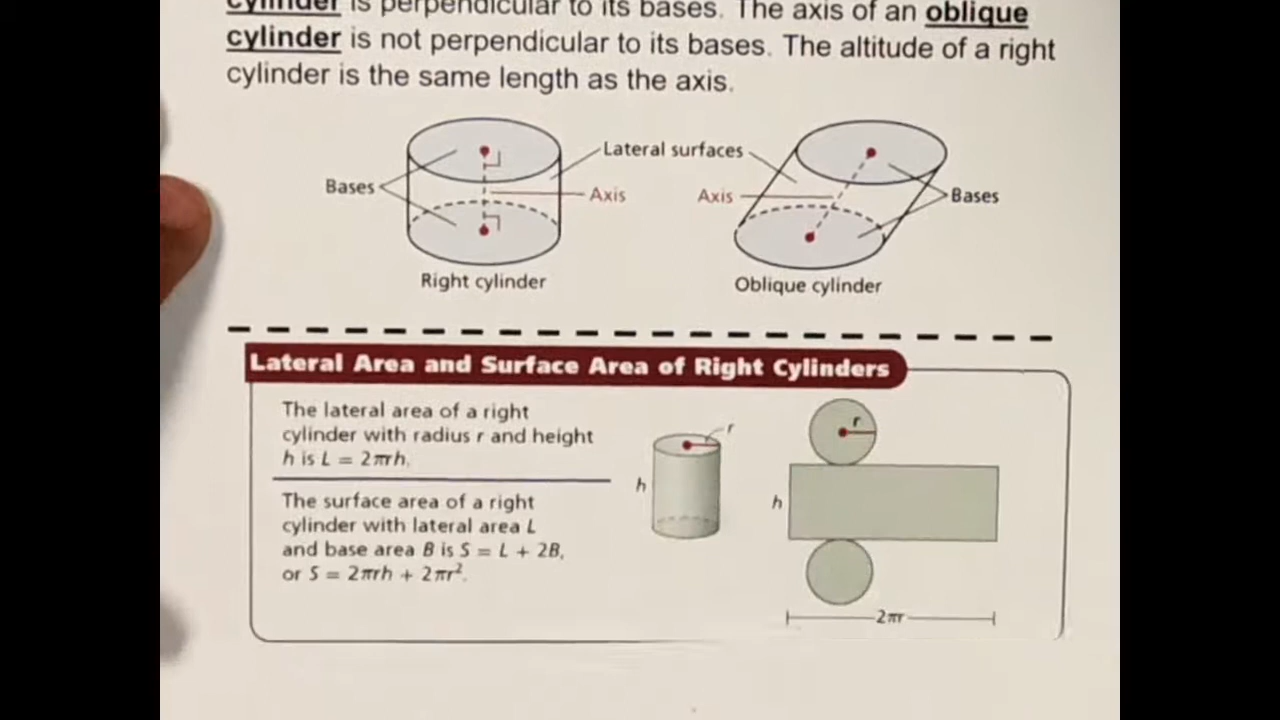 cylinder is perpendicular to its bases. The axis of an oblique
cylinder is not perpendicular to its bases. The altitude of a right
cylinder is the same length as the axis.
Bases
Lateral surfaces
Axis
Axis
Bases
Right cylinder
Oblique cylinder
Lateral Area and Surface Area of Right Cylinders
The lateral area of a right
cylinder with radius r and height
h is L = 2πrh.
The surface area of a right
cylinder with lateral area L
and base area B is S = L + 2B,
or S = 2πrh + 2πr².
r
h
r
h
2πr